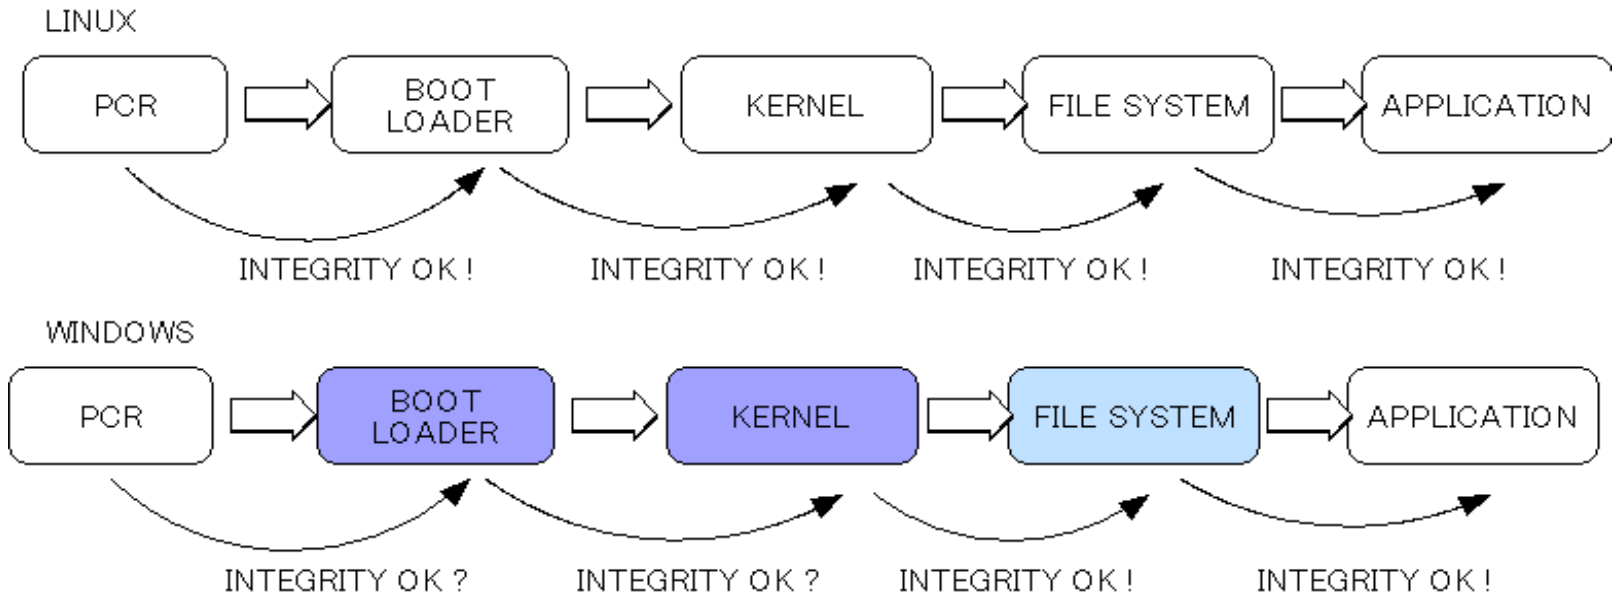 LINUX
PCR
BOOT
LOADER
KERNEL
FILE SYSTEM
APPLICATION
INTEGRITY OK !
INTEGRITY OK !
INTEGRITY OK !
INTEGRITY OK !
WINDOWS
PCR
BOOT
LOADER
KERNEL
FILE SYSTEM
APPLICATION
INTEGRITY OK ?
INTEGRITY OK ?
INTEGRITY OK !
INTEGRITY OK !